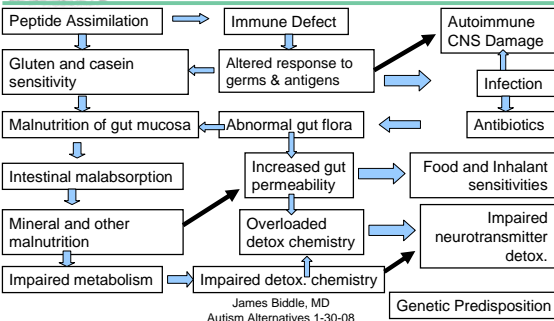 Peptide Assimilation
Immune Defect
Autoimmune
CNS Damage
Gluten and casein
sensitivity
Altered response to
germs & antigens
Infection
Malnutrition of gut mucosa
Abnormal gut flora
Antibiotics
Intestinal malabsorption
Increased gut
permeability
Food and Inhalant
sensitivities
Mineral and other
malnutrition
Overloaded
detox chemistry
Impaired
neurotransmitter
detox.
Impaired metabolism
Impaired detox. chemistry
James Biddle, MD
Autism Alternatives 1-30-08
Genetic Predisposition